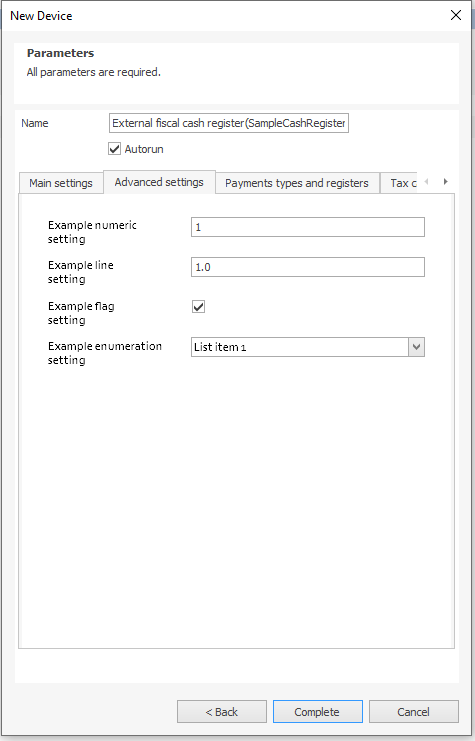 New Device
Parameters
All parameters are required.
Name
External fiscal cash register(SampleCashRegister
Autorun
Main settings
Advanced settings
Payments types and registers
Tax c
Example numeric
setting
1
Example line
setting
1.0
Example flag
setting
Example enumeration
setting
List item 1
< Back
Complete
Cancel